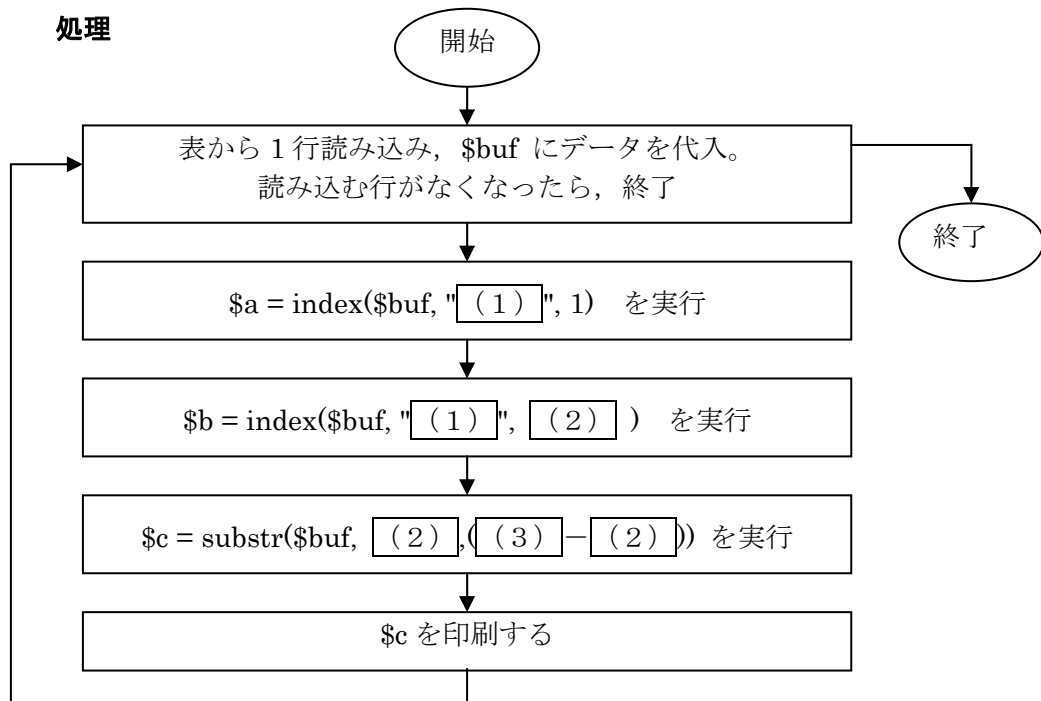 処理
開始
表から1行読み込み，$buf にデータを代入。
読み込む行がなくなったら，終了
終了
$a = index($buf, "（１）", 1)　を実行
$b = index($buf, "（１）", （２） )　を実行
$c = substr($buf, （２）,(（３）－（２）)) を実行
$c を印刷する